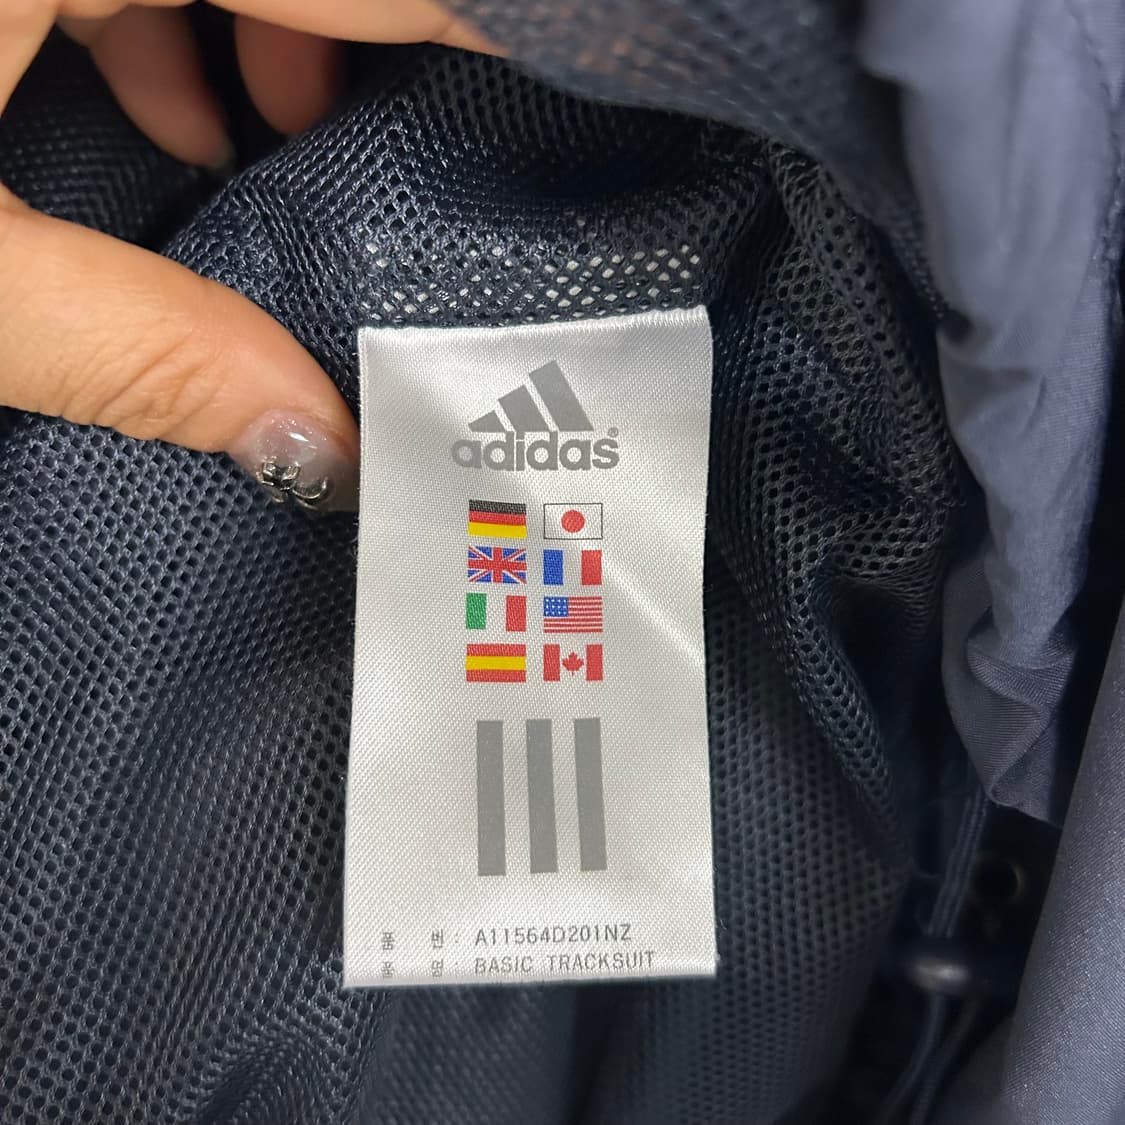 adidas®
품 번 : A11564D201NZ
품 명 : BASIC TRACKSUIT